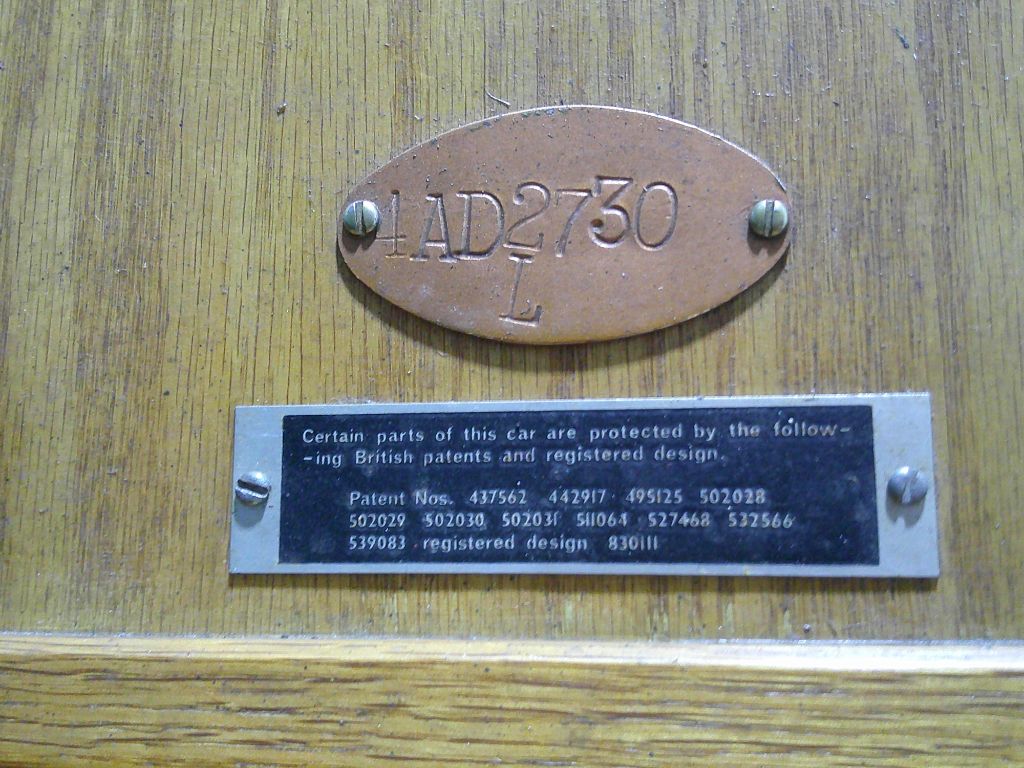 4AD2730
L
Certain parts of this car are protected by the follow-
-ing British patents and registered design.
Patent Nos. 437562 442917 495125 502028
502029 502030 502031 511064 527468 532566
539083 registered design 830111